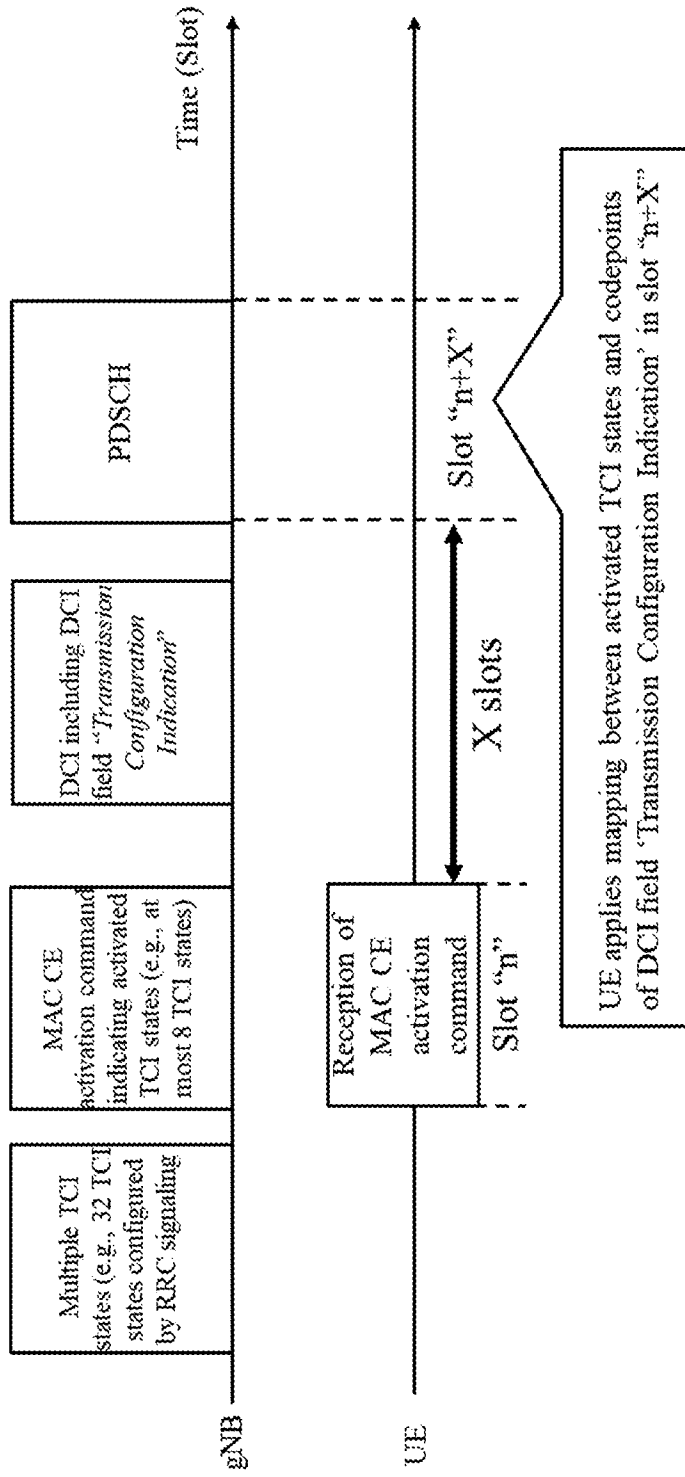 Multiple TCI
states (e.g., 32 TCI
states configured
by RRC signaling
MAC CE
activation command
indicating activated
TCI states (e.g., at
most 8 TCI states)
DCI including DCI
field "Transmission
Configuration
Indication"
PDSCH
Time (Slot)
gNB
Reception of
MAC CE
activation
command
UE
Slot "n"
X slots
Slot "n+X"
UE applies mapping between activated TCI states and codepoints
of DCI field 'Transmission Configuration Indication' in slot "n+X"